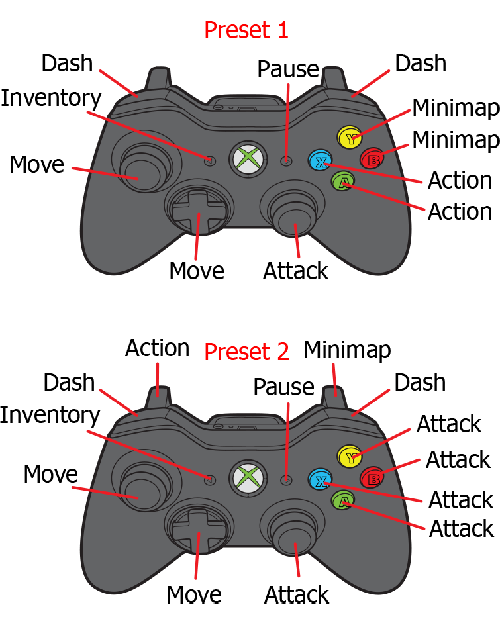 Preset 1
Dash
Pause
Dash
Inventory
Minimap
Y
Minimap
B
Move
X
Action
A
Action
Move
Attack
Action
Preset 2
Minimap
Dash
Pause
Dash
Inventory
Attack
Y
Attack
B
Move
X
Attack
A
Attack
Move
Attack